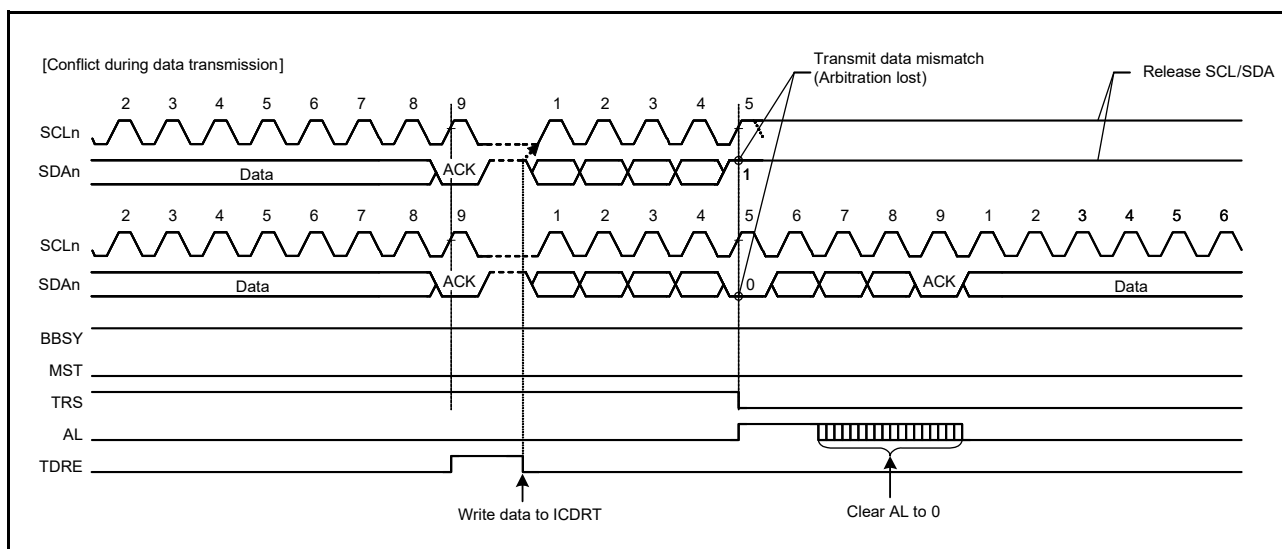 [Conflict during data transmission]
Transmit data mismatch
(Arbitration lost)
Release SCL/SDA
2 3 4 5 6 7 8 9 1 2 3 4 5
SCLn
SDAn Data ACK 1
2 3 4 5 6 7 8 9 1 2 3 4 5 6 7 8 9 1 2 3 4 5 6
SCLn
SDAn Data ACK 0 ACK Data
BBSY
MST
TRS
AL
TDRE
Write data to ICDRT
Clear AL to 0